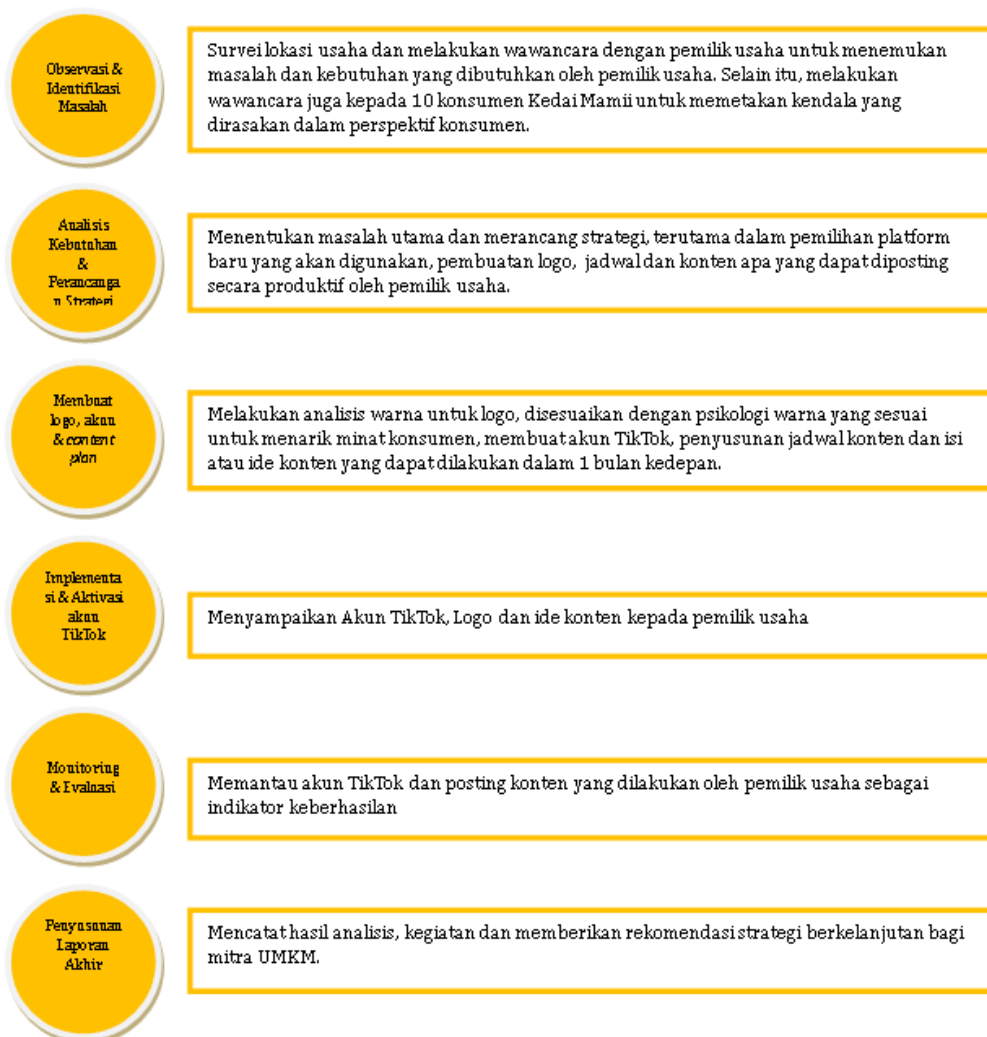 Observasi &
Identifikasi
Masalah
Survei lokasi usaha dan melakukan wawancara dengan pemilik usaha untuk menemukan
masalah dan kebutuhan yang dibutuhkan oleh pemilik usaha. Selain itu, melakukan
wawancara juga kepada 10 konsumen Kedai Mamii untuk memetakan kendala yang
dirasakan dalam perspektif konsumen.
Analisis
Kebutuhan
&
Perancanga
n Strategi
Menentukan masalah utama dan merancang strategi, terutama dalam pemilihan platform
baru yang akan digunakan, pembuatan logo, jadwal dan konten apa yang dapat diposting
secara produktif oleh pemilik usaha.
Membuat
logo, akun
& content
plan
Melakukan analisis warna untuk logo, disesuaikan dengan psikologi warna yang sesuai
untuk menarik minat konsumen, membuat akun TikTok, penyusunan jadwal konten dan isi
atau ide konten yang dapat dilakukan dalam 1 bulan kedepan.
Implementa
si & Aktivasi
akun
TikTok
Menyampaikan Akun TikTok, Logo dan ide konten kepada pemilik usaha
Monitoring
& Evaluasi
Memantau akun TikTok dan posting konten yang dilakukan oleh pemilik usaha sebagai
indikator keberhasilan
Penyusunan
Laporan
Akhir
Mencatat hasil analisis, kegiatan dan memberikan rekomendasi strategi berkelanjutan bagi
mitra UMKM.